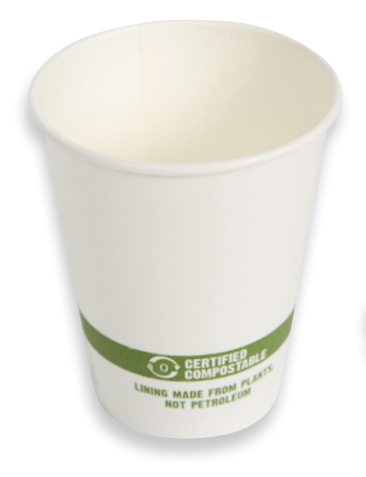 CERTIFIED
COMPOSTABLE
LINING MADE FROM PLANTS,
NOT PETROLEUM